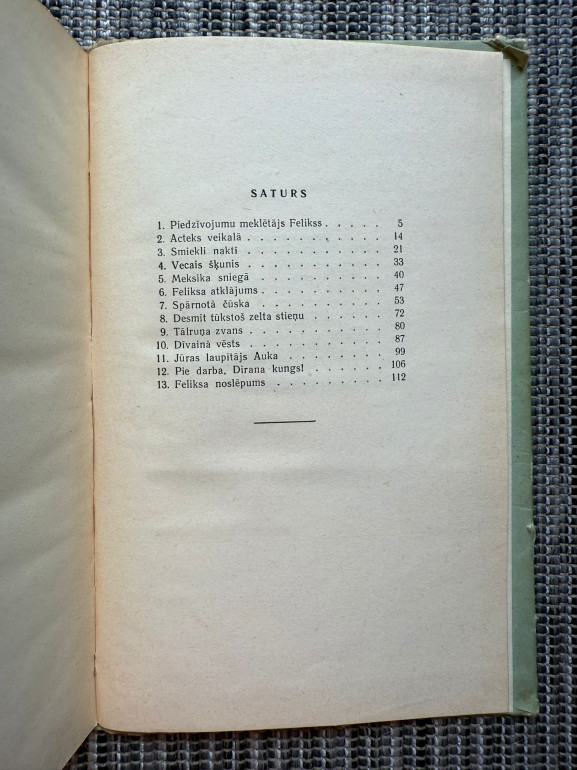 SATURS
1. Piedzīvojumu meklētājs Felikss . . . . . 5
2. Acteks veikalā . . . . . . . . . . 14
3. Smiekli naktī . . . . . . . . . . 21
4. Vecais šķūnis . . . . . . . . . . 33
5. Meksika sniegā . . . . . . . . . . 40
6. Feliksa atklājums . . . . . . . . . 47
7. Spārnotā čūska . . . . . . . . . . 53
8. Desmit tūkstoš zelta stieņu . . . . . . 72
9. Tālruņa zvans . . . . . . . . . . 80
10. Dīvainā vēsts . . . . . . . . . . 87
11. Jūras laupītājs Auka . . . . . . . . 99
12. Pie darba, Dirana kungs! . . . . . . 106
13. Feliksa noslēpums . . . . . . . . . 112